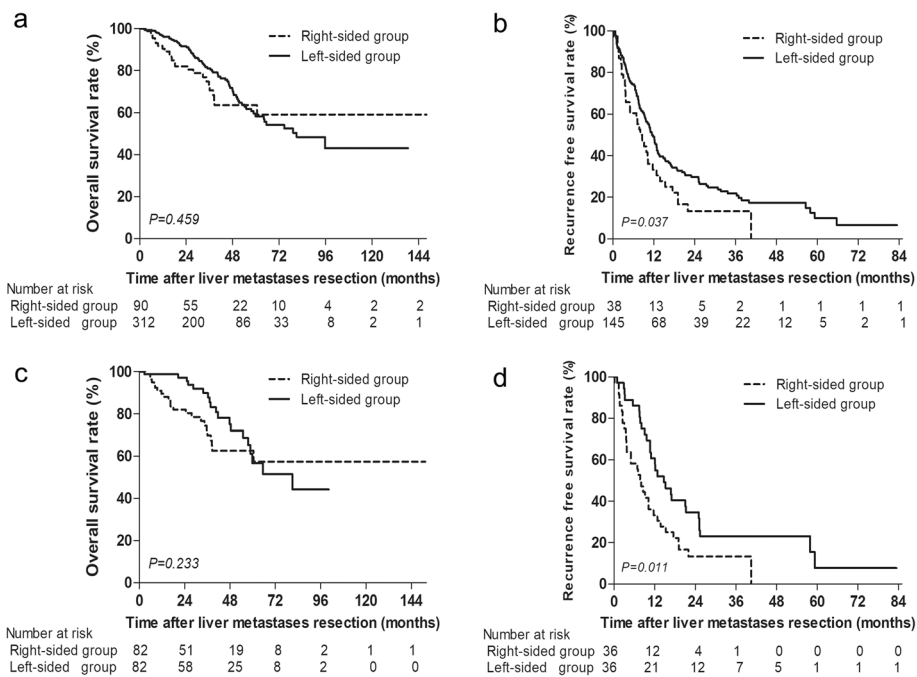 a
Overall survival rate (%)
100
80
60
40
20
0
Right-sided group
Left-sided group
P=0.459
0 24 48 72 96 120 144
Time after liver metastases resection (months)
Number at risk
Right-sided group 90 55 22 10 4 2 2
Left-sided group 312 200 86 33 8 2 1
b
Recurrence free survival rate (%)
100
80
60
40
20
0
Right-sided group
Left-sided group
P=0.037
0 12 24 36 48 60 72 84
Time after liver metastases resection (months)
Number at risk
Right-sided group 38 13 5 2 1 1 1 1
Left-sided group 145 68 39 22 12 5 2 1
c
Overall survival rate (%)
100
80
60
40
20
0
Right-sided group
Left-sided group
P=0.233
0 24 48 72 96 120 144
Time after liver metastases resection (months)
Number at risk
Right-sided group 82 51 19 8 2 1 1
Left-sided group 82 58 25 8 2 0 0
d
Recurrence free survival rate (%)
100
80
60
40
20
0
Right-sided group
Left-sided group
P=0.011
0 12 24 36 48 60 72 84
Time after liver metastases resection (months)
Number at risk
Right-sided group 36 12 4 1 0 0 0 0
Left-sided group 36 21 12 7 5 1 1 1